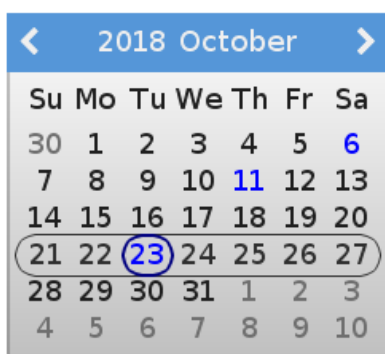 2018 October
Su Mo Tu We Th Fr Sa
30 1 2 3 4 5 6
7 8 9 10 11 12 13
14 15 16 17 18 19 20
21 22 23 24 25 26 27
28 29 30 31 1 2 3
4 5 6 7 8 9 10